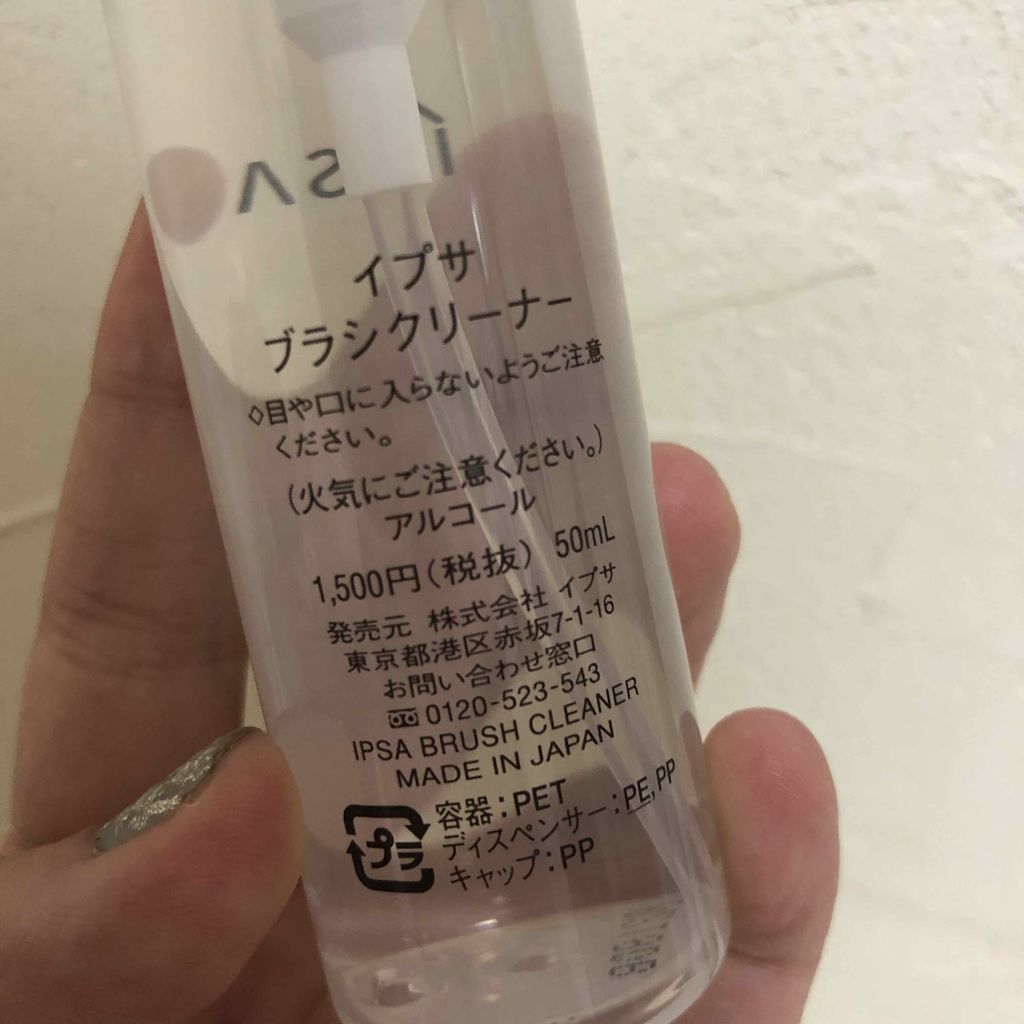 イプサ
ブラシクリーナー
◇目や口に入らないようご注意
ください。
(火気にご注意ください。)
アルコール
1,500円(税抜) 50mL
発売元 株式会社 イプサ
東京都港区赤坂7-1-16
お問い合わせ窓口
0120-523-543
IPSA BRUSH CLEANER
MADE IN JAPAN
プラ
容器:PET
ディスペンサー:PE,PP
キャップ:PP